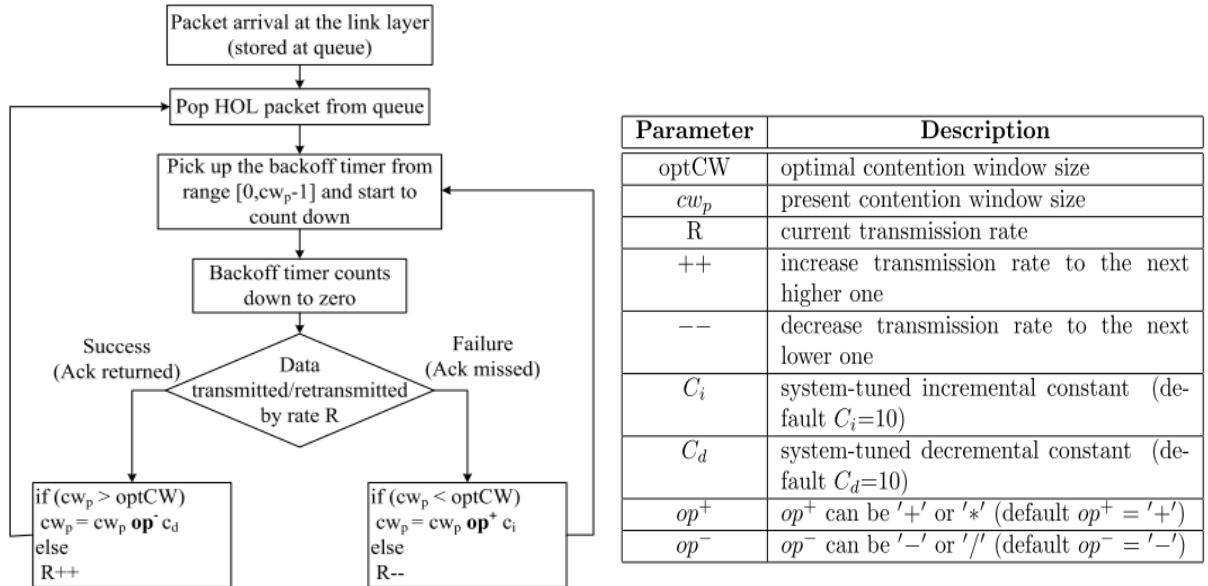 Packet arrival at the link layer
(stored at queue)
Pop HOL packet from queue
Pick up the backoff timer from
range [0,cwₚ-1] and start to
count down
Backoff timer counts
down to zero
Success
(Ack returned)
Data
transmitted/retransmitted
by rate R
Failure
(Ack missed)
if (cwₚ > optCW)
cwₚ = cwₚ op⁻ c_d
else
R++
if (cwₚ < optCW)
cwₚ = cwₚ op⁺ cᵢ
else
R--
Parameter Description
optCW optimal contention window size
cwₚ present contention window size
R current transmission rate
++ increase transmission rate to the next
higher one
−− decrease transmission rate to the next
lower one
Cᵢ system-tuned incremental constant (de-
fault Cᵢ=10)
C_d system-tuned decremental constant (de-
fault C_d=10)
op⁺ op⁺ can be '+' or '*' (default op⁺ = '+')
op⁻ op⁻ can be '−' or '/' (default op⁻ = '−')